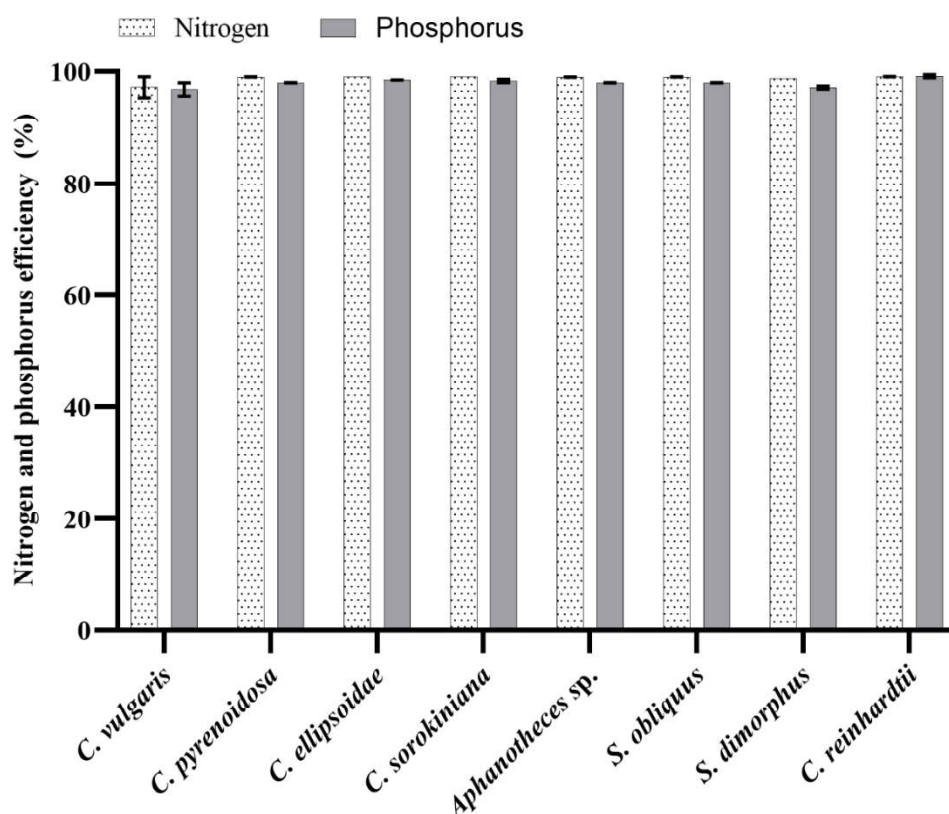 Nitrogen Phosphorus
Nitrogen and phosphorus efficiency (%)
100
80
60
40
20
0
C. vulgaris
C. pyrenoidosa
C. ellipsoidae
C. sorokiniana
Aphanotheces sp.
S. obliquus
S. dimorphus
C. reinhardtii